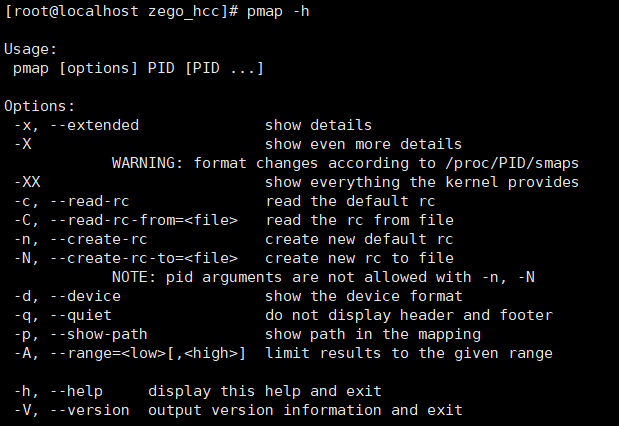 [root@localhost zego_hcc]# pmap -h
Usage:
pmap [options] PID [PID ...]
Options:
-x, --extended show details
-X show even more details
WARNING: format changes according to /proc/PID/smaps
-XX show everything the kernel provides
-c, --read-rc read the default rc
-C, --read-rc-from=<file> read the rc from file
-n, --create-rc create new default rc
-N, --create-rc-to=<file> create new rc to file
NOTE: pid arguments are not allowed with -n, -N
-d, --device show the device format
-q, --quiet do not display header and footer
-p, --show-path show path in the mapping
-A, --range=<low>[,<high>] limit results to the given range
-h, --help display this help and exit
-V, --version output version information and exit